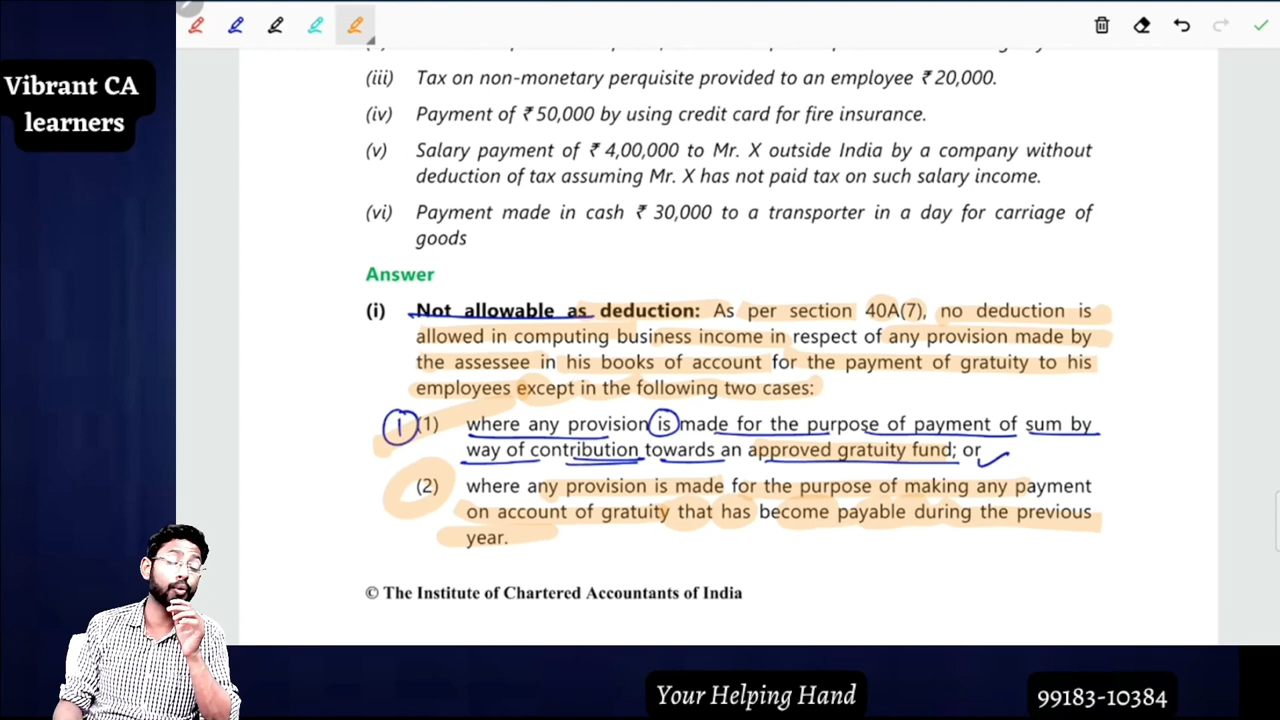 Vibrant CA
learners
(iii) Tax on non-monetary perquisite provided to an employee ₹ 20,000.
(iv) Payment of ₹ 50,000 by using credit card for fire insurance.
(v) Salary payment of ₹ 4,00,000 to Mr. X outside India by a company without
deduction of tax assuming Mr. X has not paid tax on such salary income.
(vi) Payment made in cash ₹ 30,000 to a transporter in a day for carriage of
goods
Answer
(i) Not allowable as deduction: As per section 40A(7), no deduction is
allowed in computing business income in respect of any provision made by
the assessee in his books of account for the payment of gratuity to his
employees except in the following two cases:
1 (1) where any provision is made for the purpose of payment of sum by
way of contribution towards an approved gratuity fund; or
(2) where any provision is made for the purpose of making any payment
on account of gratuity that has become payable during the previous
year.
© The Institute of Chartered Accountants of India
Your Helping Hand
99183-10384